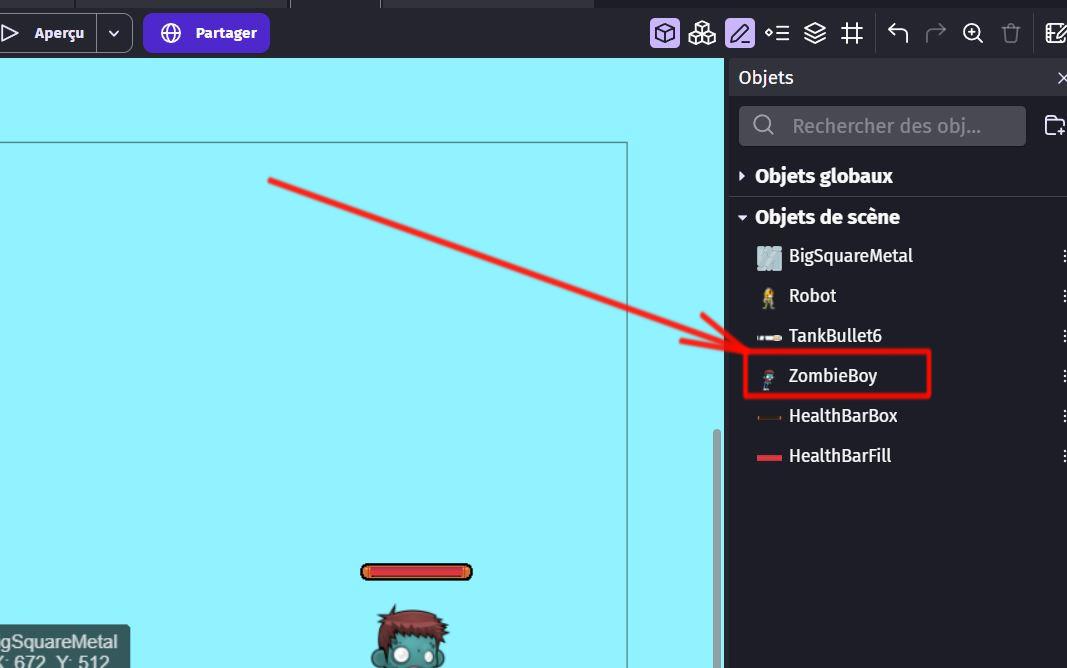 Aperçu
Partager
Objets
Rechercher des obj...
Objets globaux
Objets de scène
BigSquareMetal
Robot
TankBullet6
ZombieBoy
HealthBarBox
HealthBarFill
igSquareMetal
X: 672 Y: 512